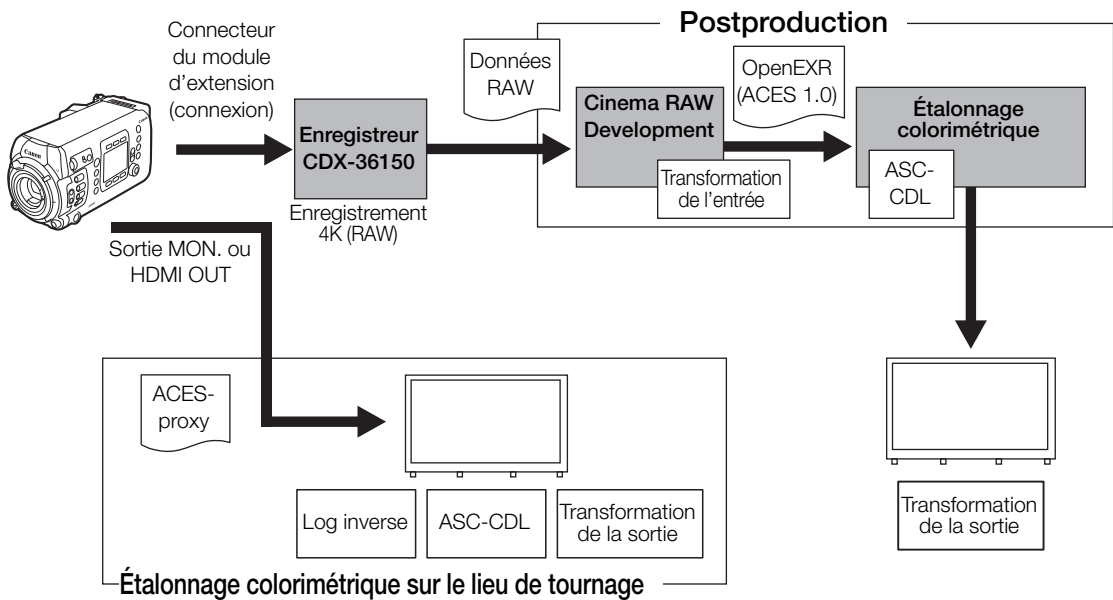 Postproduction
Connecteur
du module
d'extension
(connexion)
Données
RAW
OpenEXR
(ACES 1.0)
Canon
Enregistreur
CDX-36150
Cinema RAW
Development
Étalonnage
colorimétrique
Transformation
de l'entrée
ASC-
CDL
Enregistrement
4K (RAW)
Sortie MON. ou
HDMI OUT
ACES-
proxy
Log inverse
ASC-CDL
Transformation
de la sortie
Transformation
de la sortie
Étalonnage colorimétrique sur le lieu de tournage